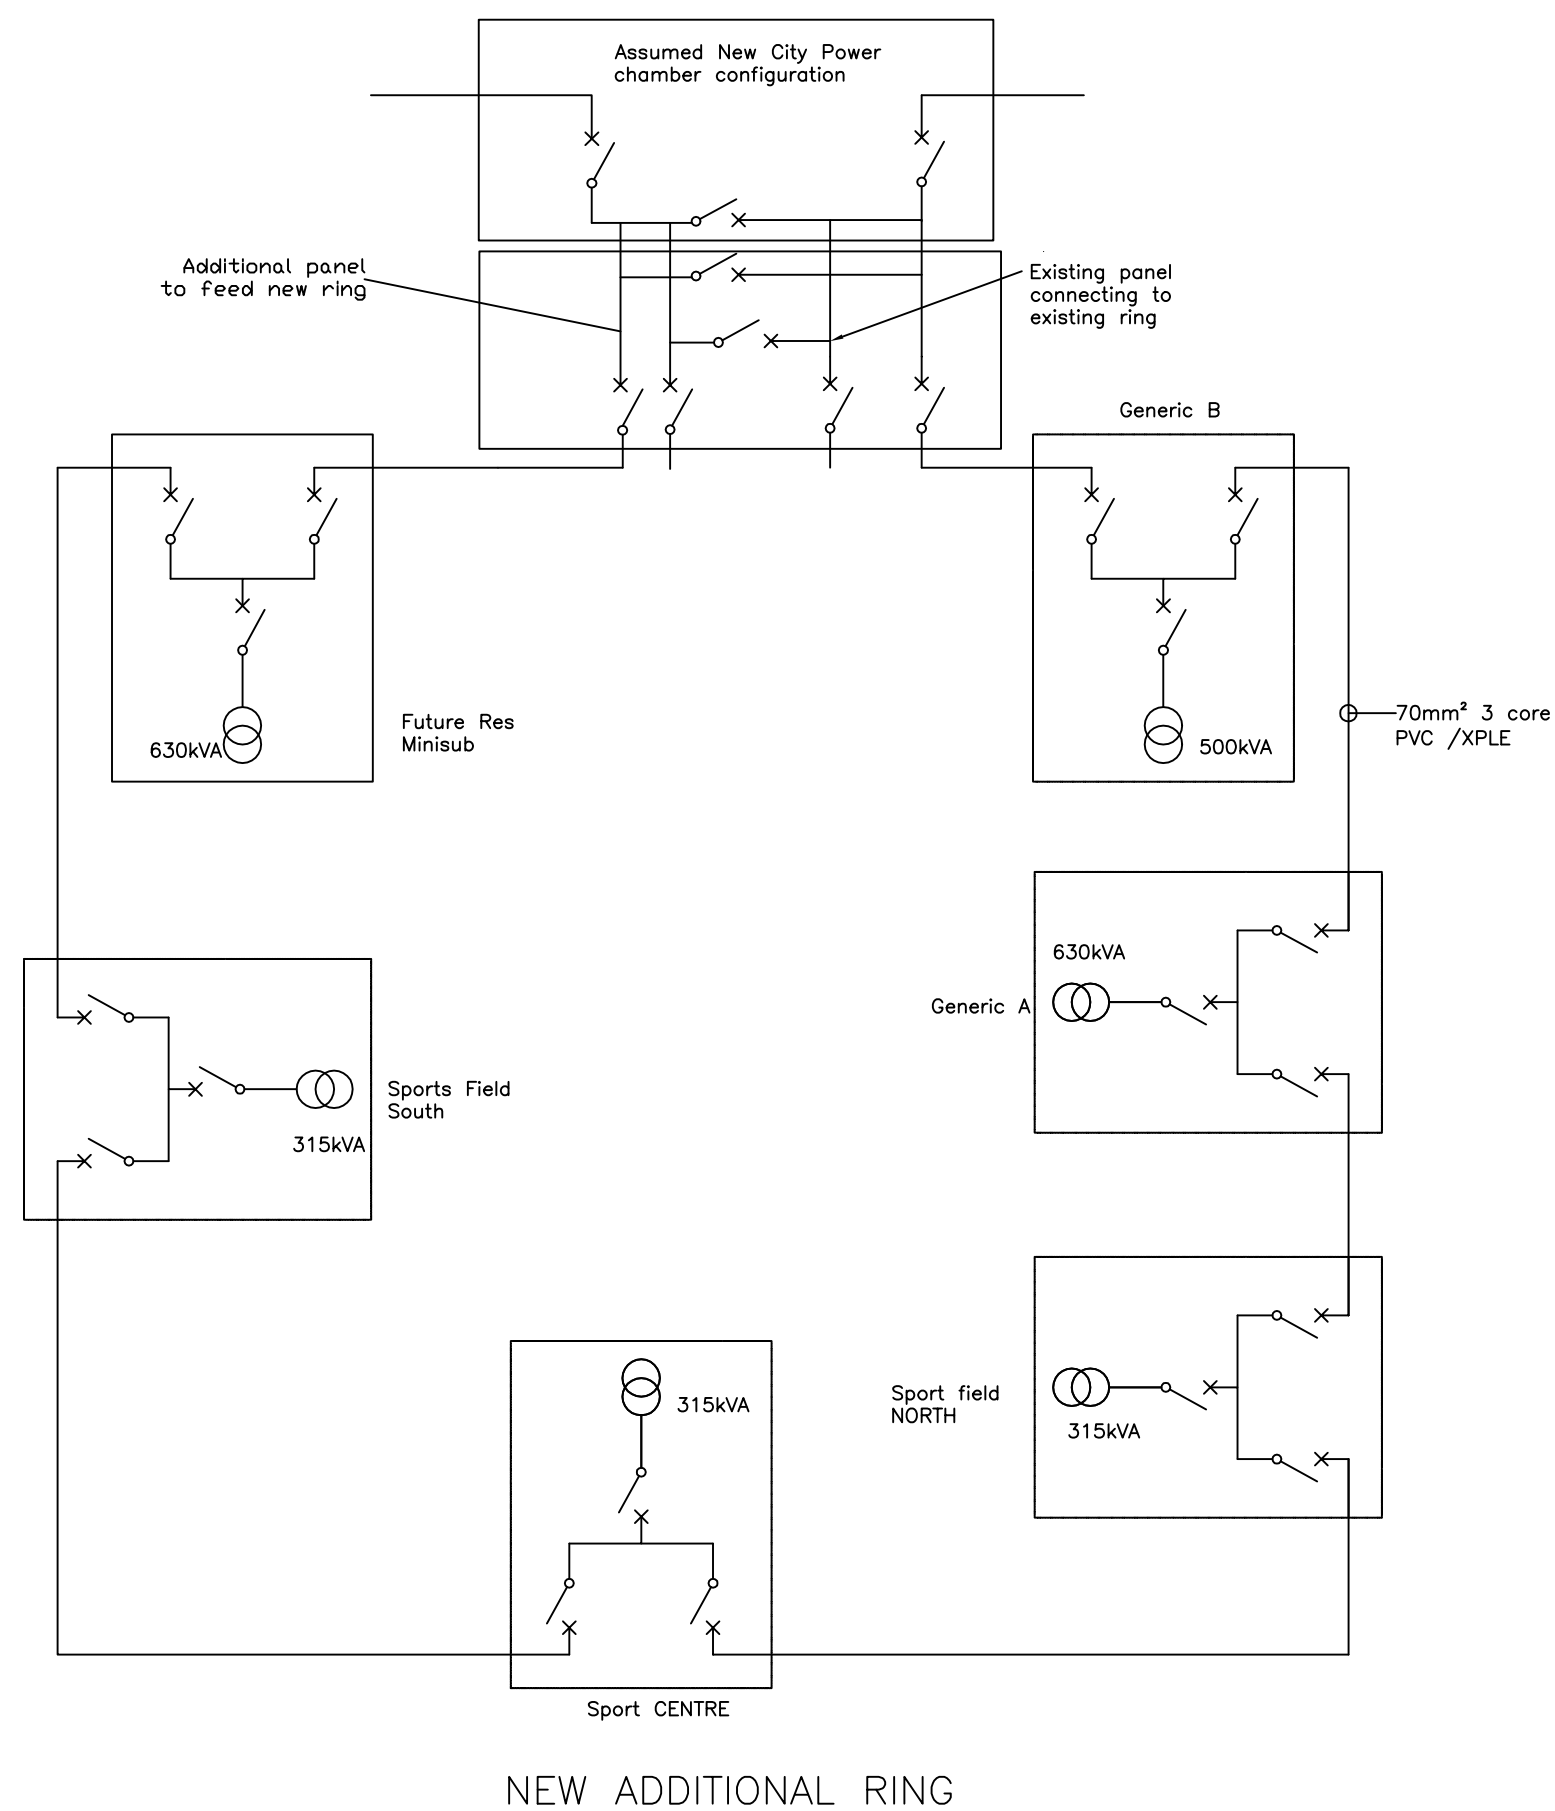 Assumed New City Power
chamber configuration
Additional panel
to feed new ring
Existing panel
connecting to
existing ring
Generic B
Future Res
Minisub
630kVA
500kVA
70mm² 3 core
PVC /XPLE
630kVA
Generic A
Sports Field
South
315kVA
Sport field
NORTH
315kVA
315kVA
Sport CENTRE
NEW ADDITIONAL RING